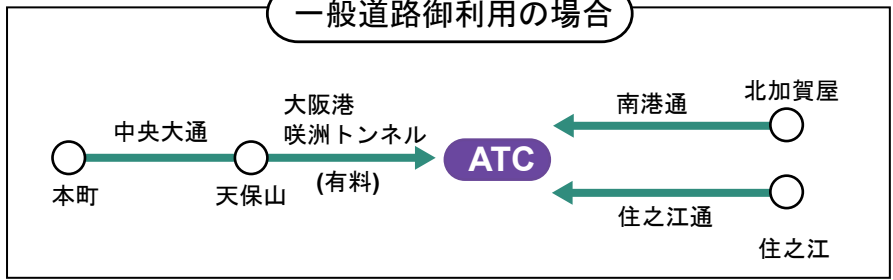 一般道路御利用の場合
大阪港
咲洲トンネル
中央大通
(有料)
本町
天保山
ATC
南港通
北加賀屋
住之江通
住之江